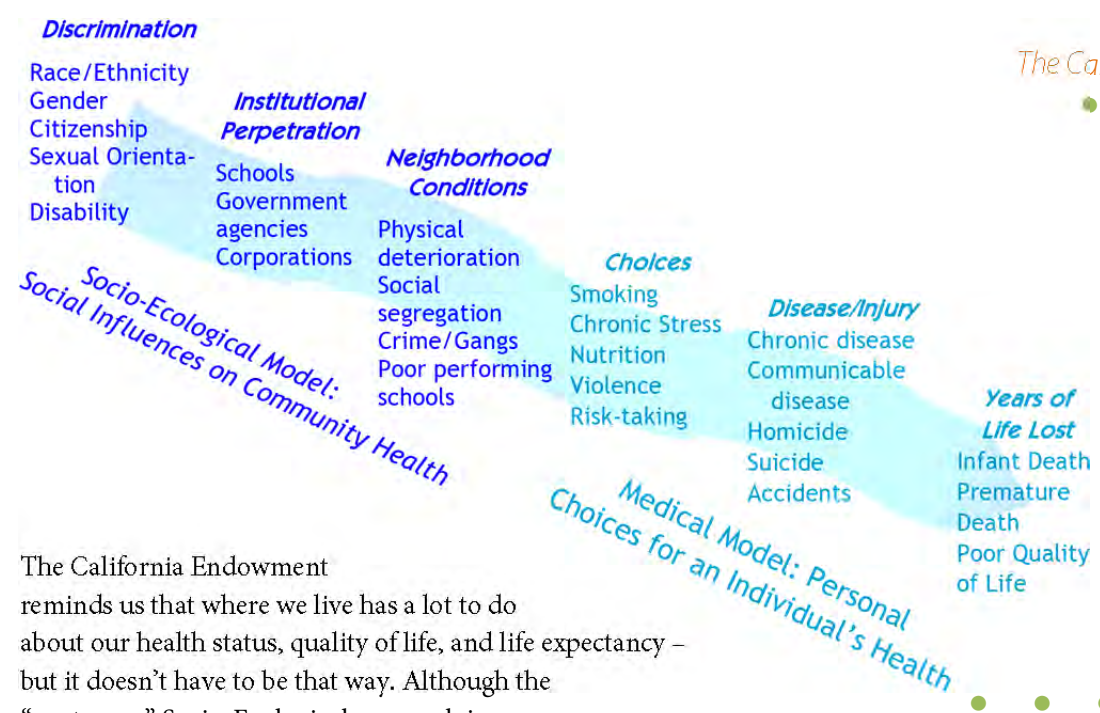 Discrimination
Race/Ethnicity
Gender
Citizenship
Sexual Orienta-
tion
Disability
Institutional
Perpetration
Schools
Government
agencies
Corporations
Neighborhood
Conditions
Physical
deterioration
Social
segregation
Crime/Gangs
Poor performing
schools
Socio-Ecological Model:
Social Influences on Community Health
Choices
Smoking
Chronic Stress
Nutrition
Violence
Risk-taking
Disease/Injury
Chronic disease
Communicable
disease
Homicide
Suicide
Accidents
Years of
Life Lost
Infant Death
Premature
Death
Poor Quality
of Life
Medical Model: Personal
Choices for an Individual's Health
The Ca
The California Endowment
reminds us that where we live has a lot to do
about our health status, quality of life, and life expectancy –
but it doesn't have to be that way. Although the